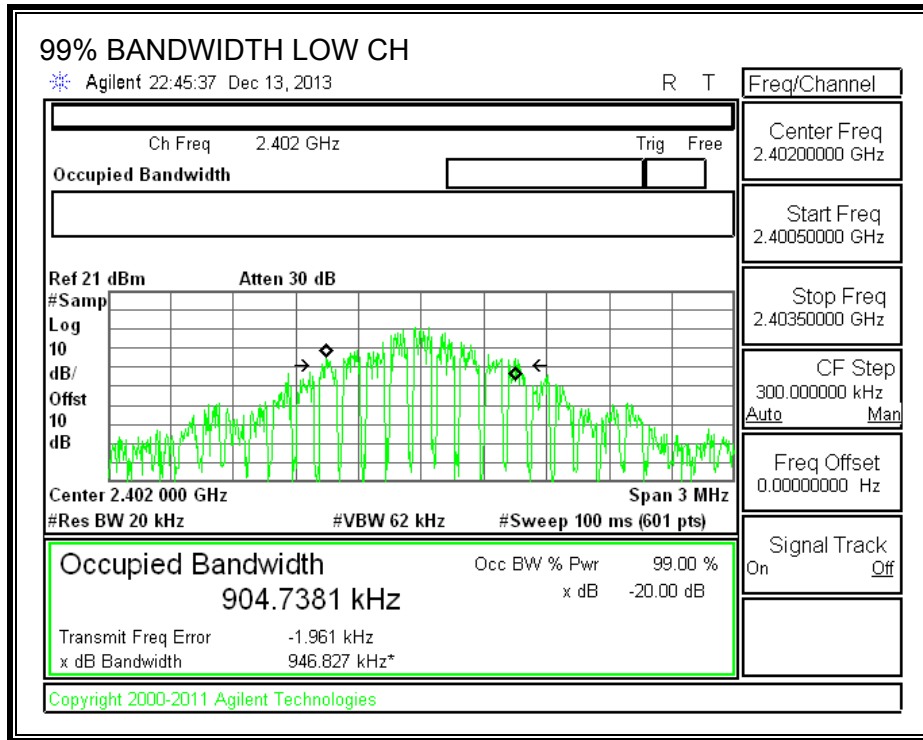 99% BANDWIDTH LOW CH
Agilent 22:45:37 Dec 13, 2013 R T
Ch Freq 2.402 GHz Trig Free
Occupied Bandwidth
Ref 21 dBm Atten 30 dB
#Samp
Log
10
dB/
Offst
10
dB
Center 2.402 000 GHz Span 3 MHz
#Res BW 20 kHz #VBW 62 kHz #Sweep 100 ms (601 pts)
Occupied Bandwidth
904.7381 kHz
Occ BW % Pwr 99.00 %
x dB -20.00 dB
Transmit Freq Error -1.961 kHz
x dB Bandwidth 946.827 kHz*
Copyright 2000-2011 Agilent Technologies
Freq/Channel
Center Freq
2.40200000 GHz
Start Freq
2.40050000 GHz
Stop Freq
2.40350000 GHz
CF Step
300.000000 kHz
Auto Man
Freq Offset
0.00000000 Hz
Signal Track
On Off